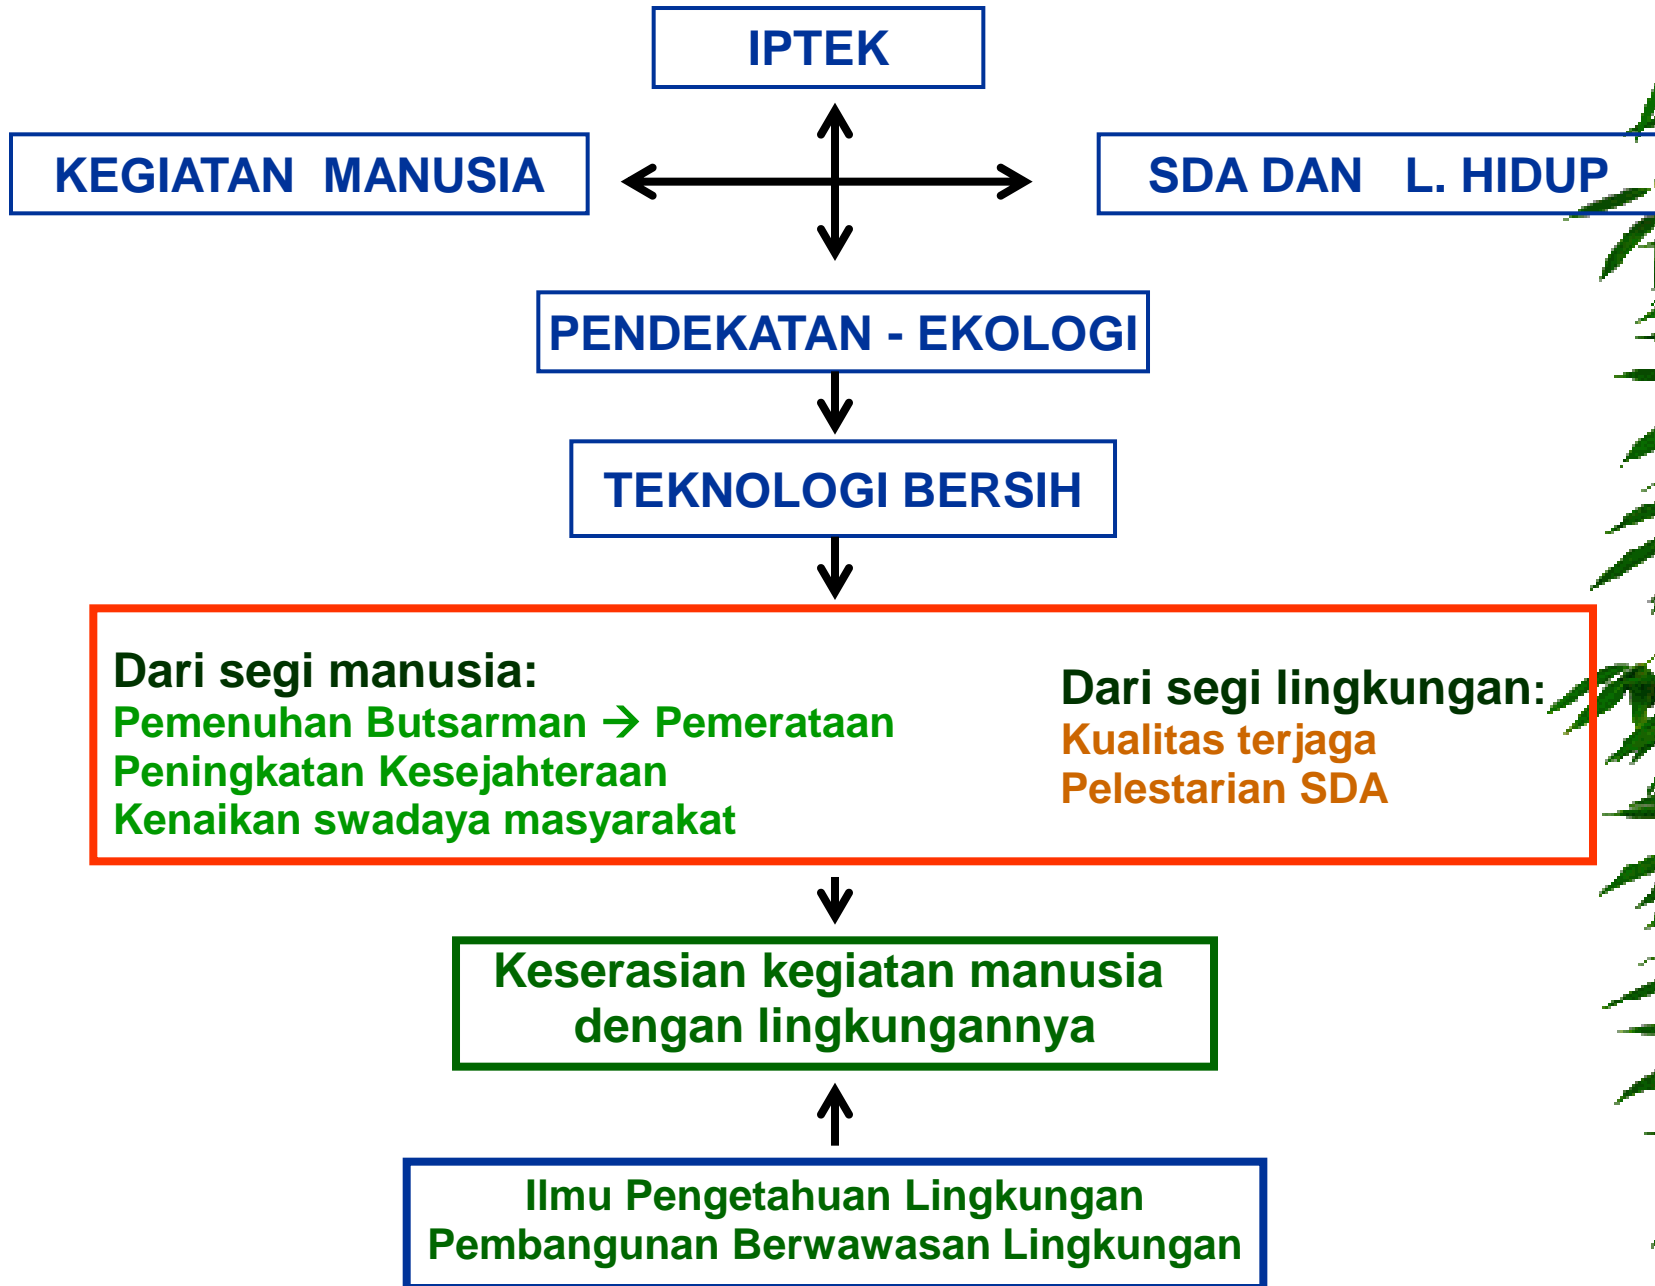 IPTEK
KEGIATAN MANUSIA
SDA DAN L. HIDUP
PENDEKATAN - EKOLOGI
TEKNOLOGI BERSIH
Dari segi manusia:
Pemenuhan Butsarman → Pemerataan
Peningkatan Kesejahteraan
Kenaikan swadaya masyarakat
Dari segi lingkungan:
Kualitas terjaga
Pelestarian SDA
Keserasian kegiatan manusia
dengan lingkungannya
Ilmu Pengetahuan Lingkungan
Pembangunan Berwawasan Lingkungan